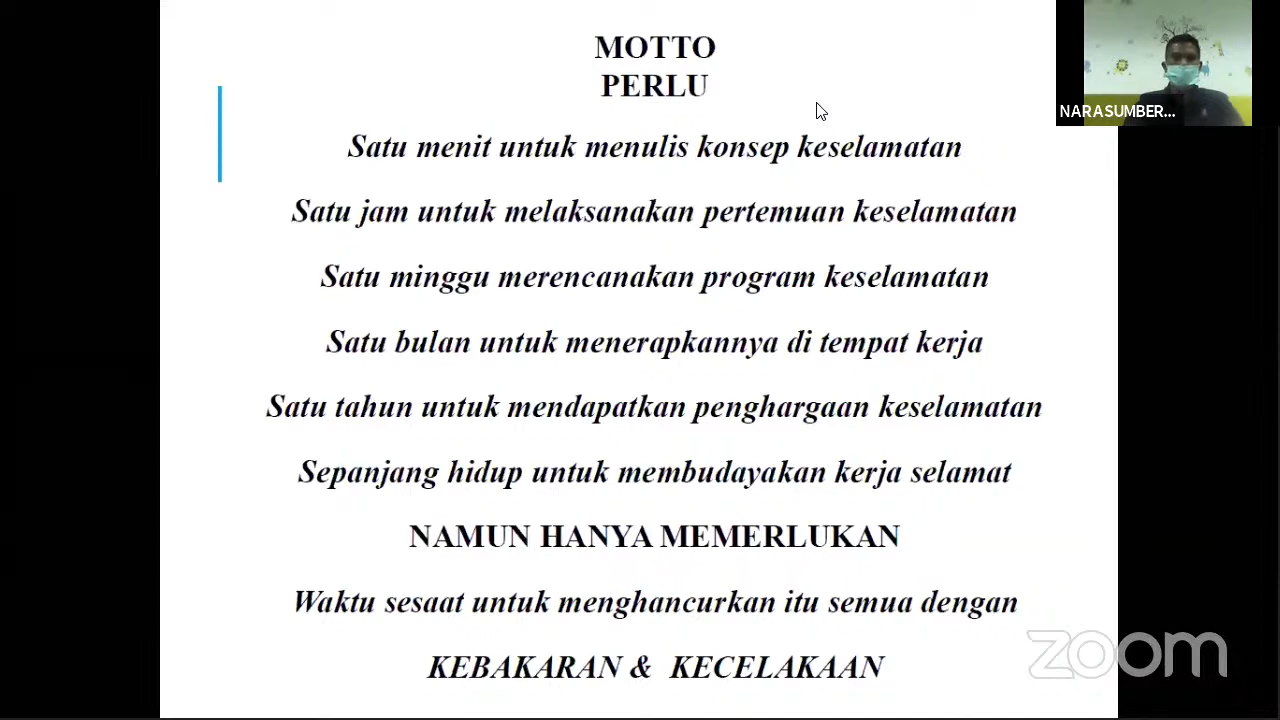 MOTTO
PERLU
NARASUMBER...
Satu menit untuk menulis konsep keselamatan
Satu jam untuk melaksanakan pertemuan keselamatan
Satu minggu merencanakan program keselamatan
Satu bulan untuk menerapkannya di tempat kerja
Satu tahun untuk mendapatkan penghargaan keselamatan
Sepanjang hidup untuk membudayakan kerja selamat
NAMUN HANYA MEMERLUKAN
Waktu sesaat untuk menghancurkan itu semua dengan
KEBAKARAN & KECELAKAAN
zoom